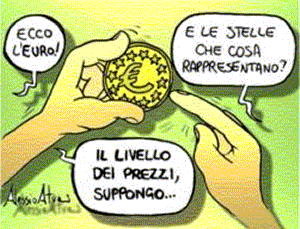 ECCO
L'EURO!
E LE STELLE
CHE COSA
RAPPRESENTANO?
€
IL LIVELLO
DEI PREZZI,
SUPPONGO...